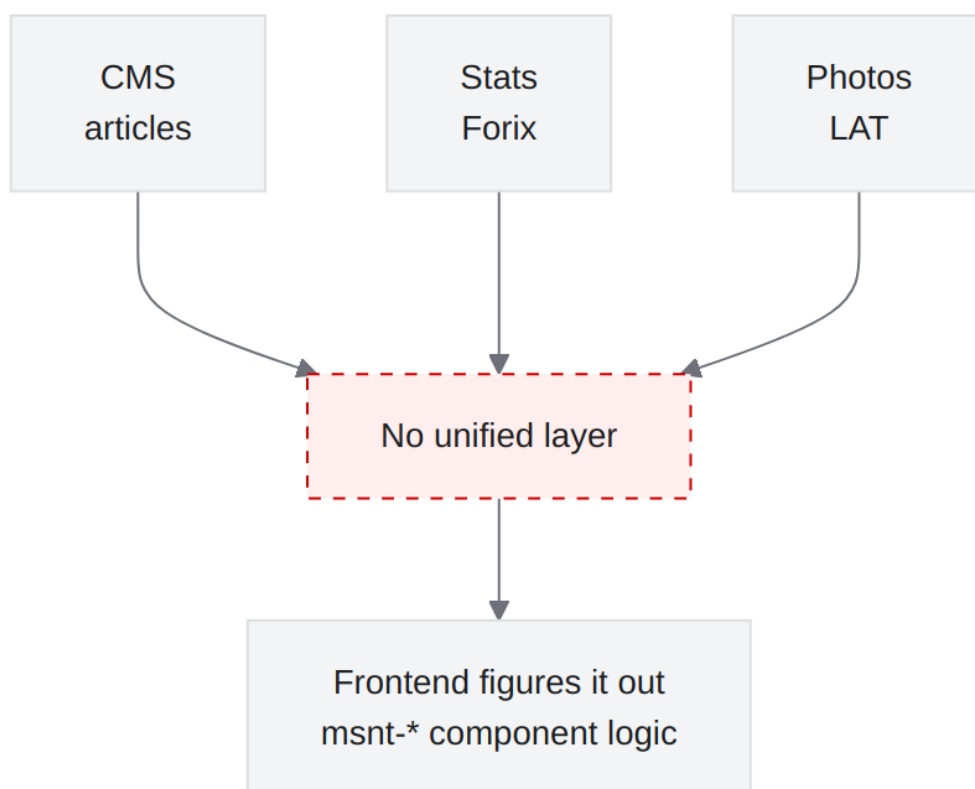 CMS
articles
Stats
Forix
Photos
LAT
No unified layer
Frontend figures it out
msnt-* component logic